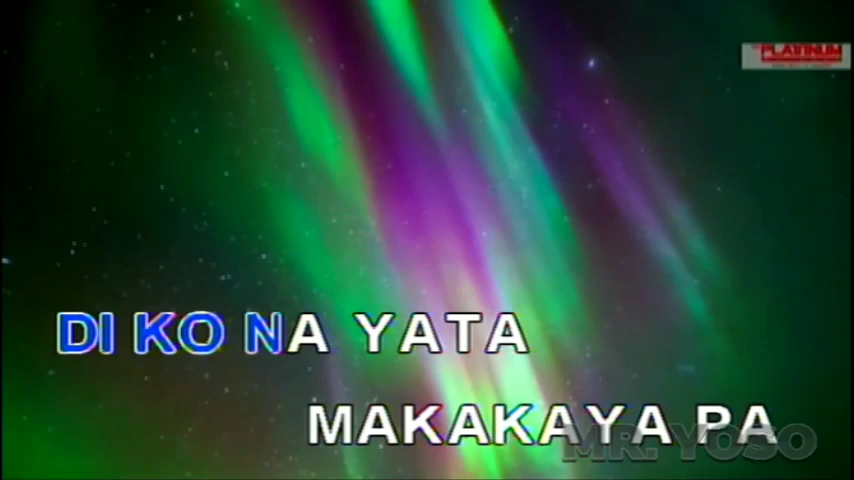 PLATINUM
DI KO NA YATA
MAKAKAYA PA
MR. YOSO